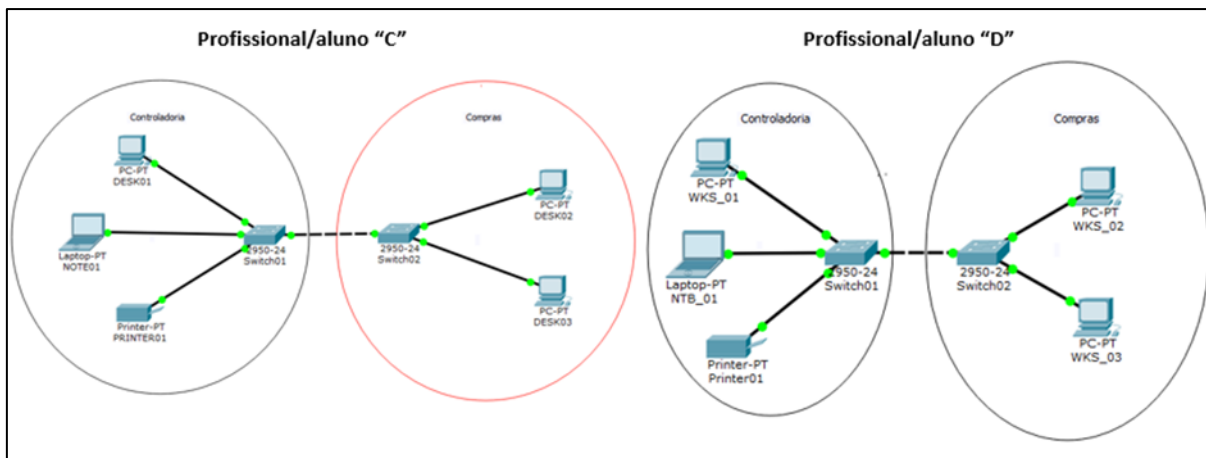 Profissional/aluno “C”
Controladoria
Compras
PC-PT
DESK01
PC-PT
DESK02
Laptop-PT
NOTE01
2950-24
Switch01
2950-24
Switch02
Printer-PT
PRINTER01
PC-PT
DESK03
Profissional/aluno “D”
Controladoria
Compras
PC-PT
WKS_01
PC-PT
WKS_02
Laptop-PT
NTB_01
2950-24
Switch01
2950-24
Switch02
Printer-PT
Printer01
PC-PT
WKS_03